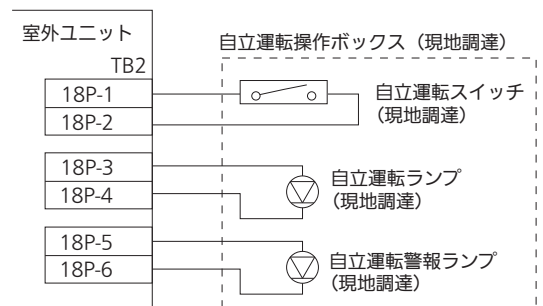 室外ユニット
TB2
自立運転操作ボックス（現地調達）
18P-1
18P-2
自立運転スイッチ
（現地調達）
18P-3
18P-4
自立運転ランプ
（現地調達）
18P-5
18P-6
自立運転警報ランプ
（現地調達）